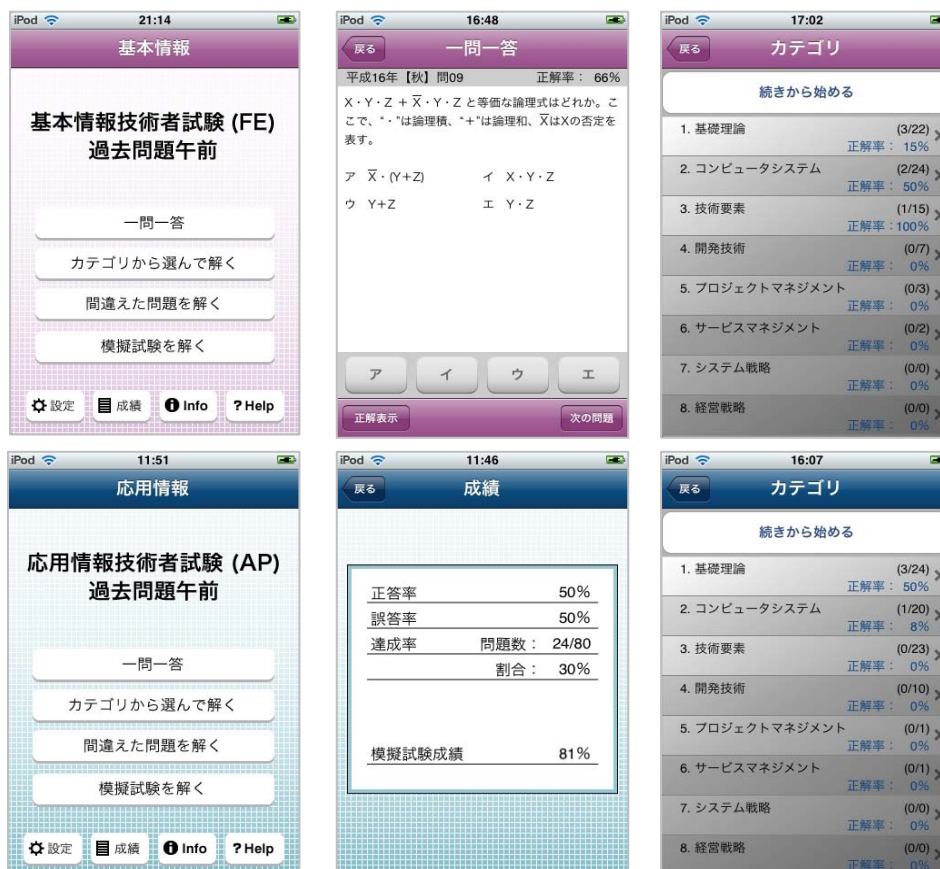 iPod 21:14
基本情報
基本情報技術者試験 (FE)
過去問題午前
一問一答
カテゴリから選んで解く
間違えた問題を解く
模擬試験を解く
設定 成績 Info ? Help
iPod 16:48
戻る 一問一答
平成16年【秋】問09 正解率： 66%
X・Y・Z + X̅・Y・Z と等価な論理式はどれか。こ
こで、"・"は論理積、"+"は論理和、X̅はXの否定を
表す。
ア X̅・(Y+Z) イ X・Y・Z
ウ Y+Z エ Y・Z
ア イ ウ エ
正解表示 次の問題
iPod 17:02
戻る カテゴリ
続きから始める
1. 基礎理論 (3/22)
正解率： 15%
2. コンピュータシステム (2/24)
正解率： 50%
3. 技術要素 (1/15)
正解率：100%
4. 開発技術 (0/7)
正解率： 0%
5. プロジェクトマネジメント (0/3)
正解率： 0%
6. サービスマネジメント (0/2)
正解率： 0%
7. システム戦略 (0/0)
正解率： 0%
8. 経営戦略 (0/0)
正解率： 0%
iPod 11:51
応用情報
応用情報技術者試験 (AP)
過去問題午前
一問一答
カテゴリから選んで解く
間違えた問題を解く
模擬試験を解く
設定 成績 Info ? Help
iPod 11:46
戻る 成績
正答率 50%
誤答率 50%
達成率 問題数： 24/80
割合： 30%
模擬試験成績 81%
iPod 16:07
戻る カテゴリ
続きから始める
1. 基礎理論 (3/24)
正解率： 50%
2. コンピュータシステム (1/20)
正解率： 8%
3. 技術要素 (0/23)
正解率： 0%
4. 開発技術 (0/10)
正解率： 0%
5. プロジェクトマネジメント (0/1)
正解率： 0%
6. サービスマネジメント (0/1)
正解率： 0%
7. システム戦略 (0/0)
正解率： 0%
8. 経営戦略 (0/0)
正解率： 0%